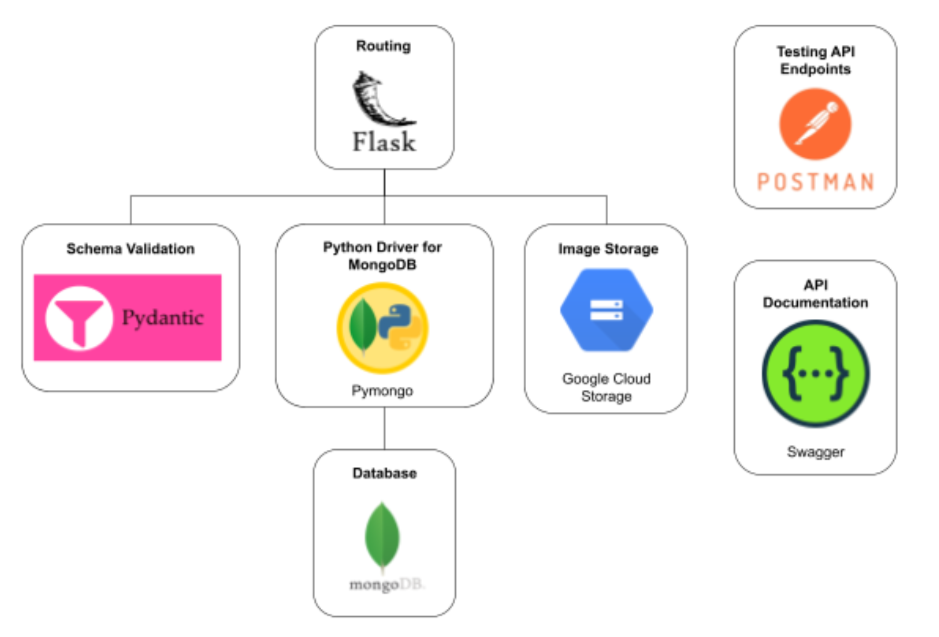 Routing
Flask
Testing API
Endpoints
POSTMAN
Schema Validation
Pydantic
Python Driver for
MongoDB
Pymongo
Image Storage
Google Cloud
Storage
API
Documentation
{···}
Swagger
Database
mongoDB.